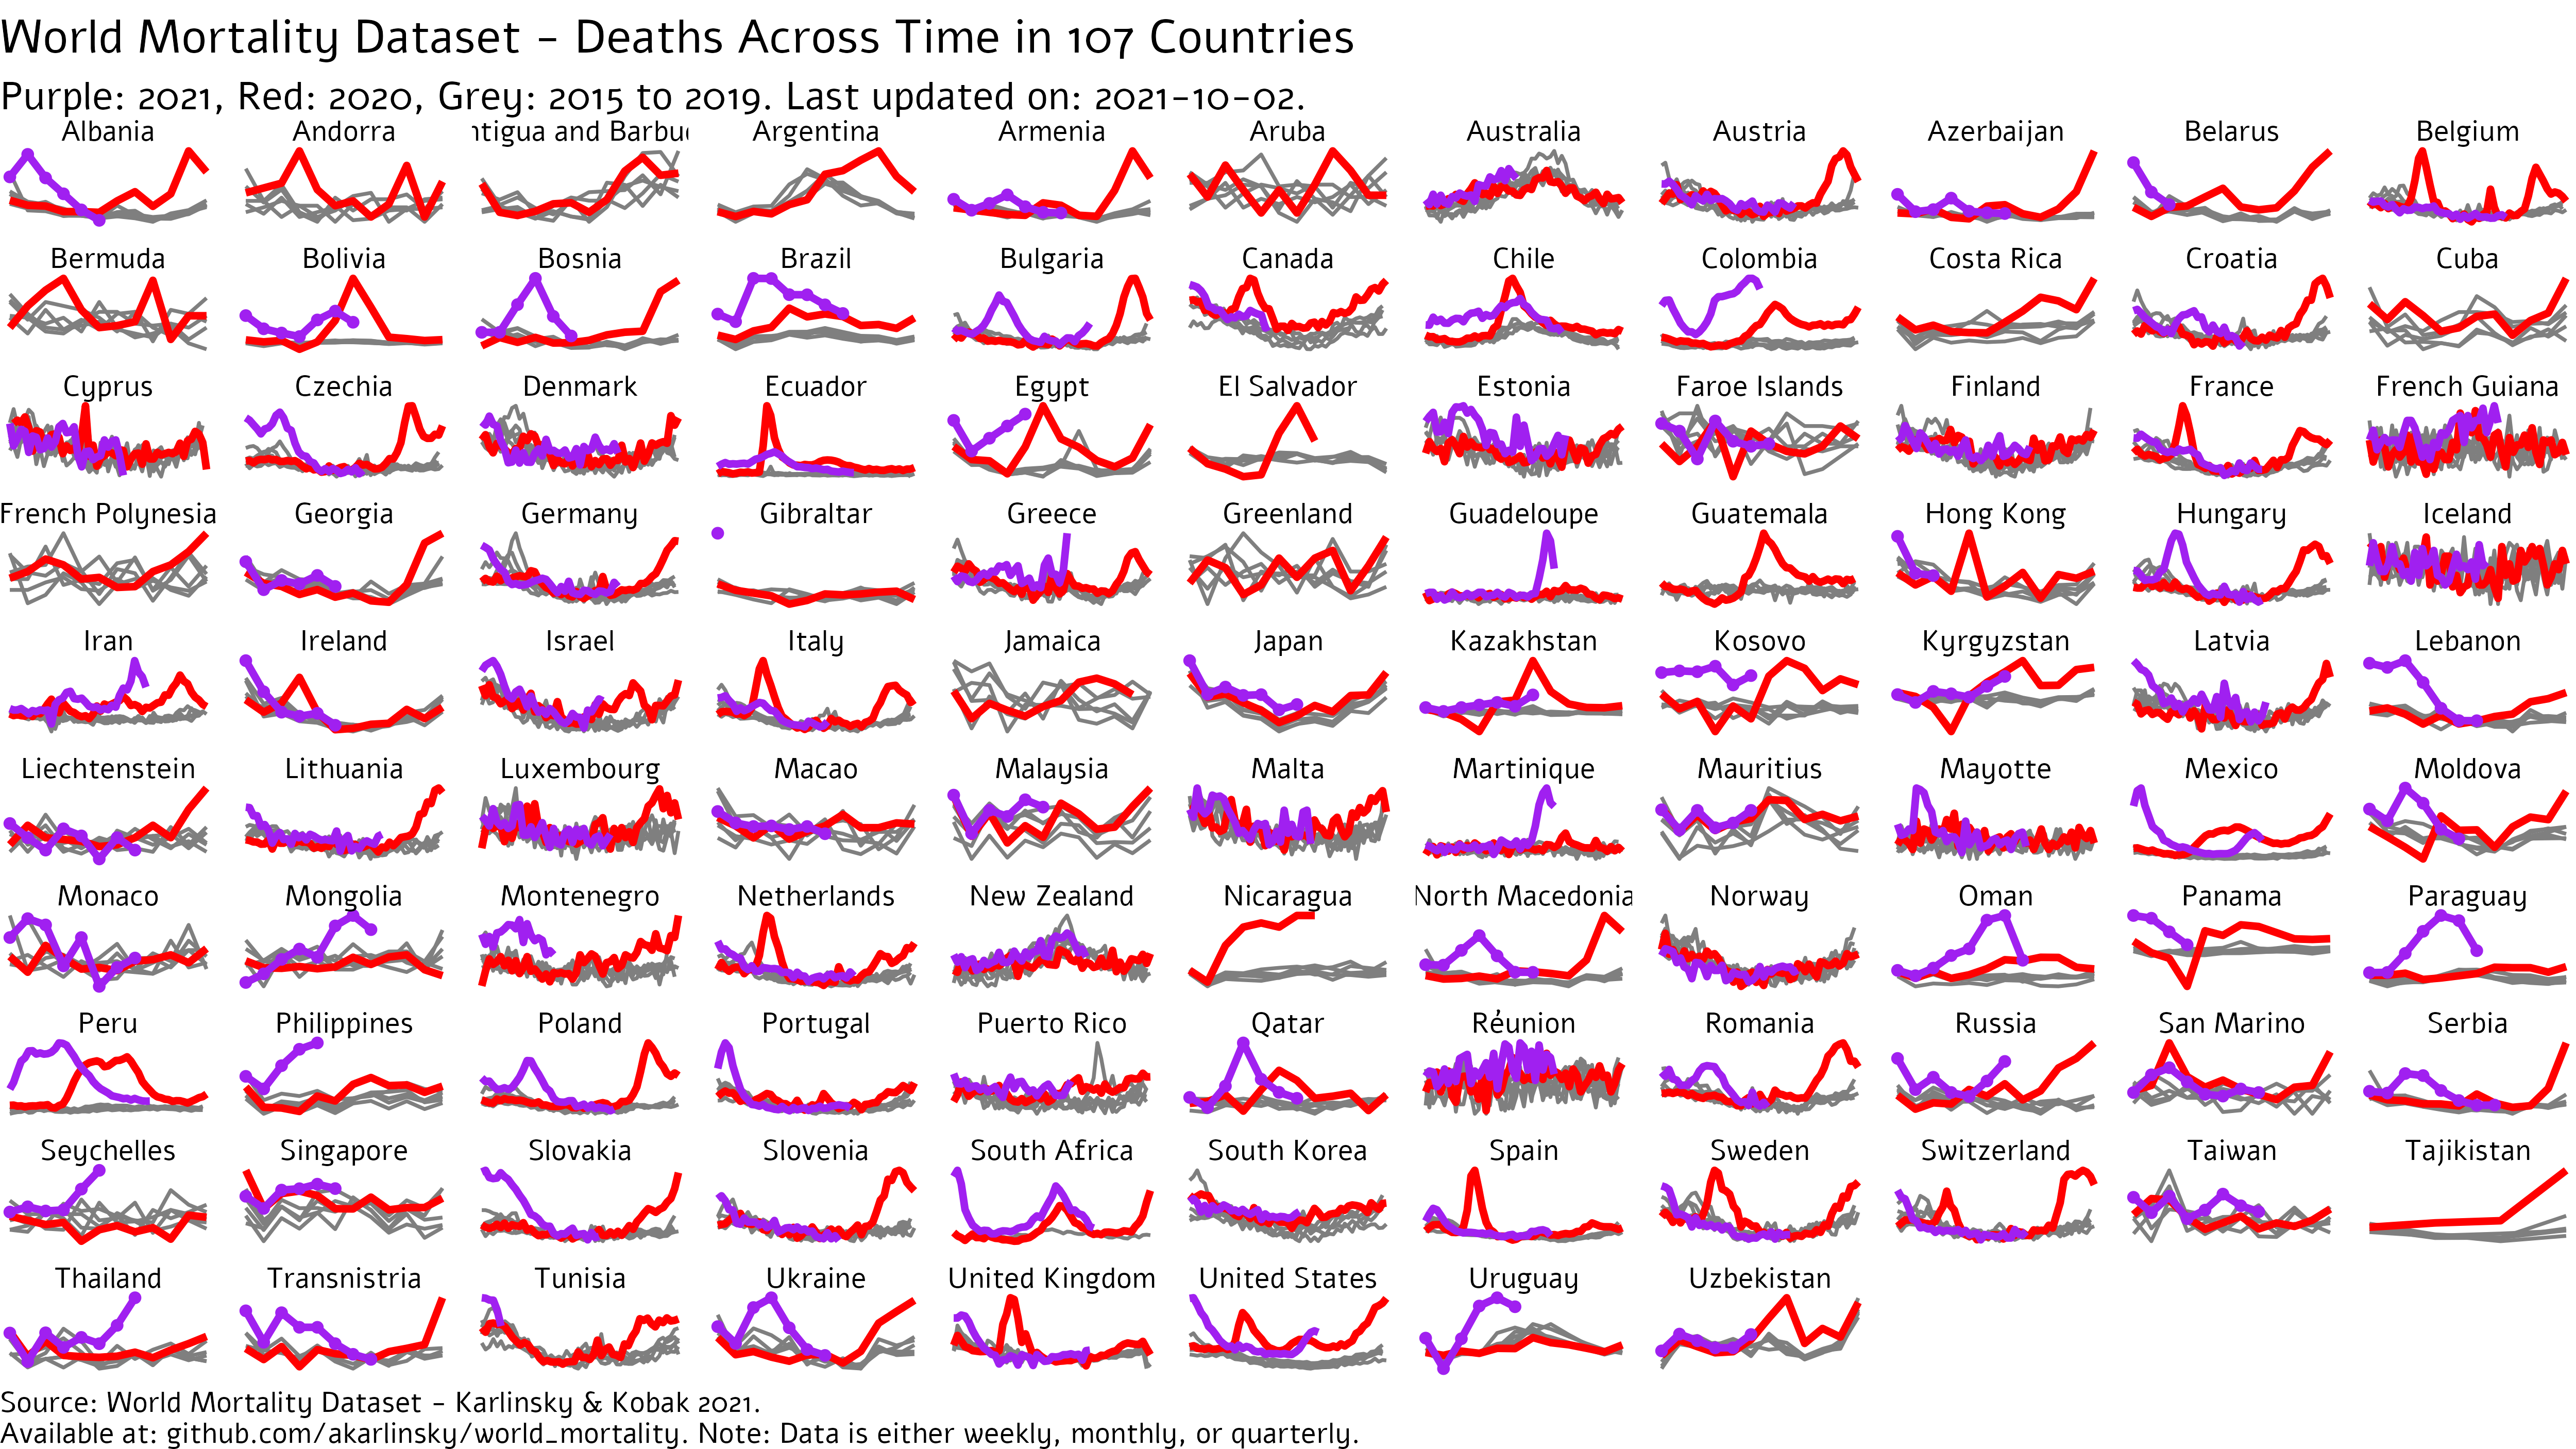 World Mortality Dataset - Deaths Across Time in 107 Countries
Purple: 2021, Red: 2020, Grey: 2015 to 2019. Last updated on: 2021-10-02.
Albania Andorra ntigua and Barbu Argentina Armenia Aruba Australia Austria Azerbaijan Belarus Belgium
Bermuda Bolivia Bosnia Brazil Bulgaria Canada Chile Colombia Costa Rica Croatia Cuba
Cyprus Czechia Denmark Ecuador Egypt El Salvador Estonia Faroe Islands Finland France French Guiana
French Polynesia Georgia Germany Gibraltar Greece Greenland Guadeloupe Guatemala Hong Kong Hungary Iceland
Iran Ireland Israel Italy Jamaica Japan Kazakhstan Kosovo Kyrgyzstan Latvia Lebanon
Liechtenstein Lithuania Luxembourg Macao Malaysia Malta Martinique Mauritius Mayotte Mexico Moldova
Monaco Mongolia Montenegro Netherlands New Zealand Nicaragua North Macedonia Norway Oman Panama Paraguay
Peru Philippines Poland Portugal Puerto Rico Qatar Réunion Romania Russia San Marino Serbia
Seychelles Singapore Slovakia Slovenia South Africa South Korea Spain Sweden Switzerland Taiwan Tajikistan
Thailand Transnistria Tunisia Ukraine United Kingdom United States Uruguay Uzbekistan
Source: World Mortality Dataset - Karlinsky & Kobak 2021.
Available at: github.com/akarlinsky/world_mortality. Note: Data is either weekly, monthly, or quarterly.